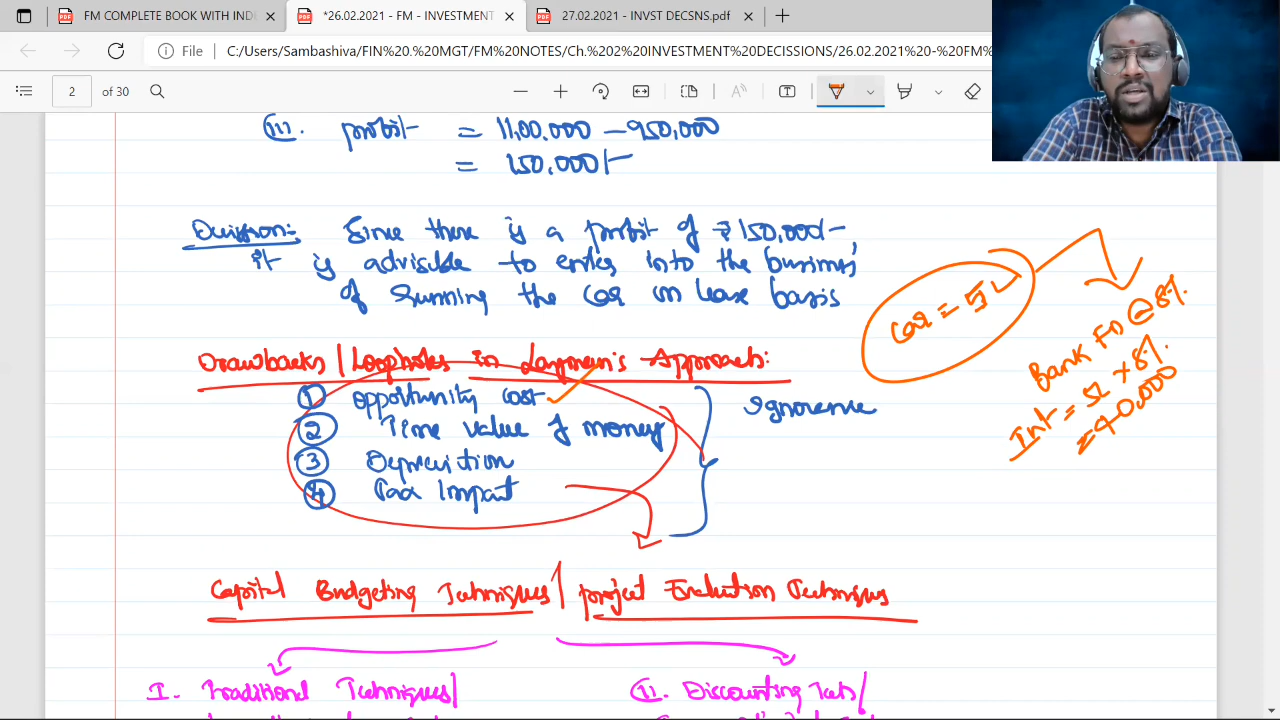 FM COMPLETE BOOK WITH INDE
*26.02.2021 - FM - INVESTMENT
27.02.2021 - INVST DECSNS.pdf
File
C:/Users/Sambashiva/FIN%20.%20MGT/FM%20NOTES/Ch.%202%20INVESTMENT%20DECISSIONS/26.02.2021%20-%20FM%
2 of 30
III. profit = 11,00,000 - 950,000
= 150,000/-
Decission: Since there is a profit of ₹150,000/-,
it is advisible to enter into the business
of running the car on lease basis
Car = 5L
Bank FD @ 8%
Int = 5L × 8%
= 40,000
Drawbacks / Loopholes in Layman's Approach:
① opportunity cost ✓
② Time value of money
③ Depreciation
④ Tax Impact
Ignorence
Capital Budgeting Techniques / project Evalution Techniques
I. Traditional Techniques/
II. Discounting Tech/